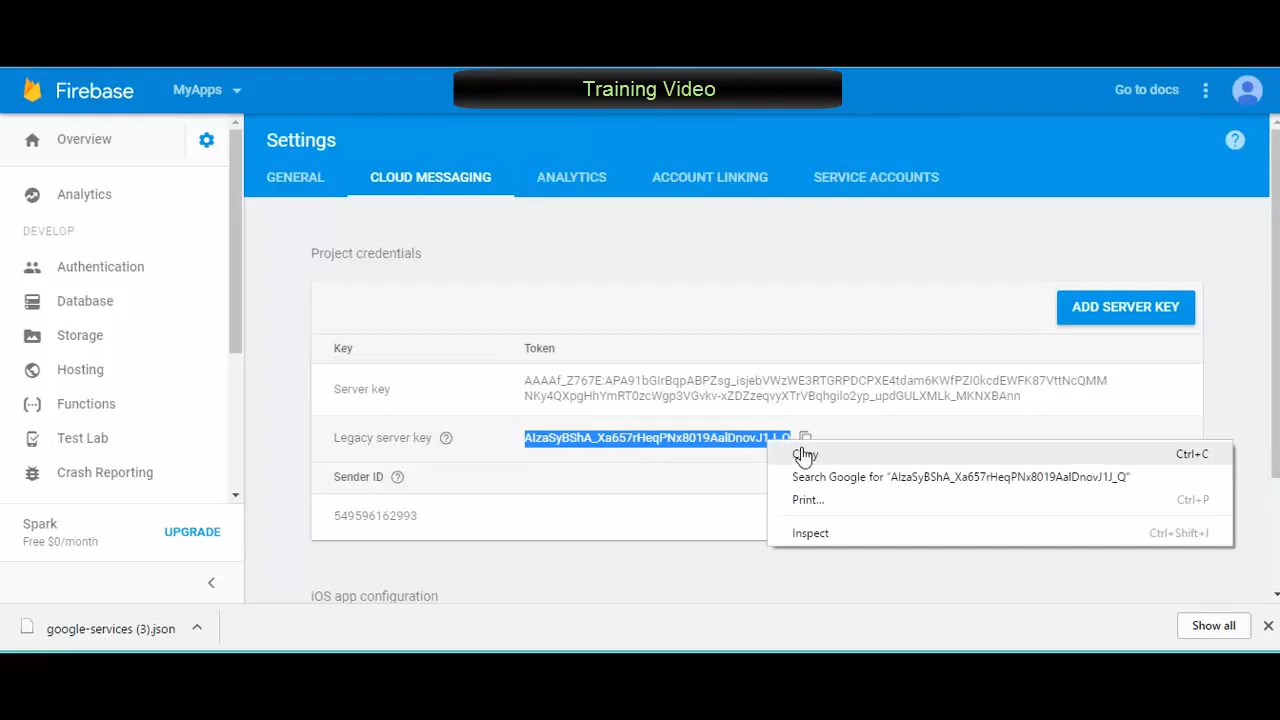 Training Video
Firebase
MyApps
Go to docs
Overview
Settings
GENERAL
CLOUD MESSAGING
ANALYTICS
ACCOUNT LINKING
SERVICE ACCOUNTS
Analytics
DEVELOP
Authentication
Database
Storage
Hosting
Functions
Test Lab
Crash Reporting
Spark
Free $0/month
UPGRADE
Project credentials
ADD SERVER KEY
Key
Token
Server key
AAAAf_Z767E:APA91bGIrBqpABPZsg_isjebVWzWE3RTGRPDCPXE4tdam6KWfPZI0kcdEWFK87VttNcQMM
NKy4QXpgHhYmRT0zcWgp3VGvkv-xZDZzeqvyXTrVBqhgilo2yp_updGULXMLk_MKNXBAnn
Legacy server key
AIzaSyBShA_Xa657rHeqPNx8019AalDnovJ1J_Q
Sender ID
549596162993
Ctrl+C
Search Google for "AIzaSyBShA_Xa657rHeqPNx8019AalDnovJ1J_Q"
Print...
Ctrl+P
Inspect
Ctrl+Shift+I
iOS app configuration
google-services (3).json
Show all